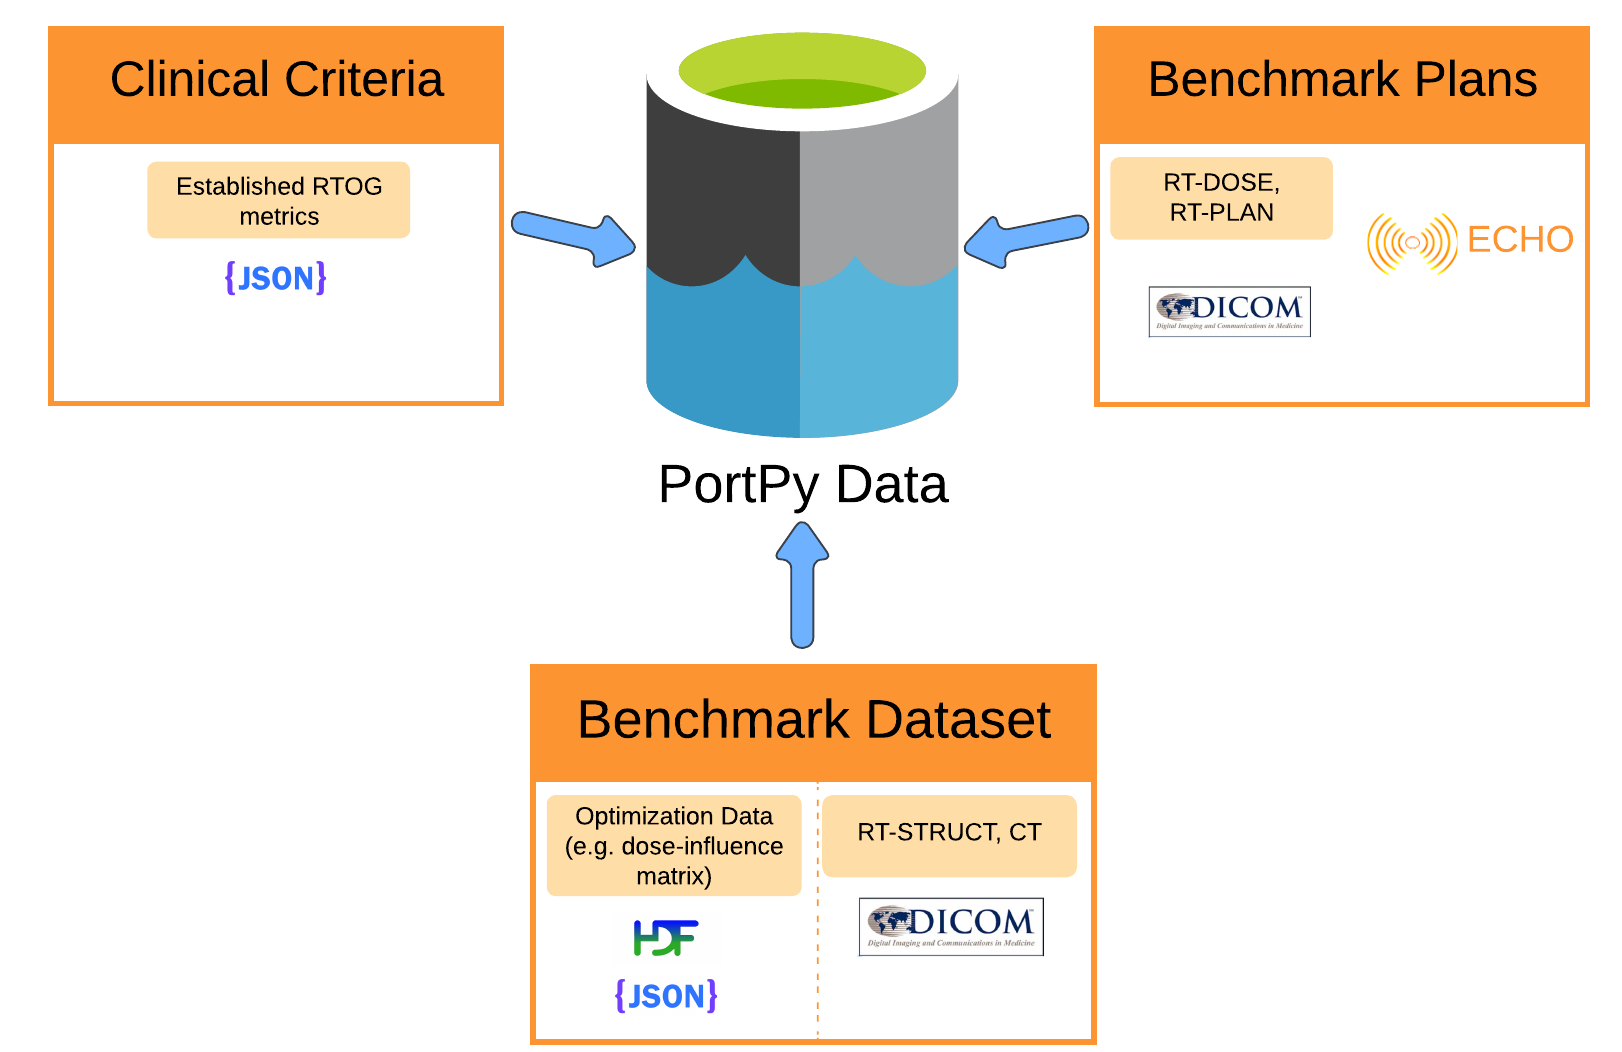 Clinical Criteria
Established RTOG
metrics
{JSON}
Benchmark Plans
RT-DOSE,
RT-PLAN
ECHO
DICOM™
Digital Imaging and Communications in Medicine
PortPy Data
Benchmark Dataset
Optimization Data
(e.g. dose-influence
matrix)
HDF
{JSON}
RT-STRUCT, CT
DICOM™
Digital Imaging and Communications in Medicine